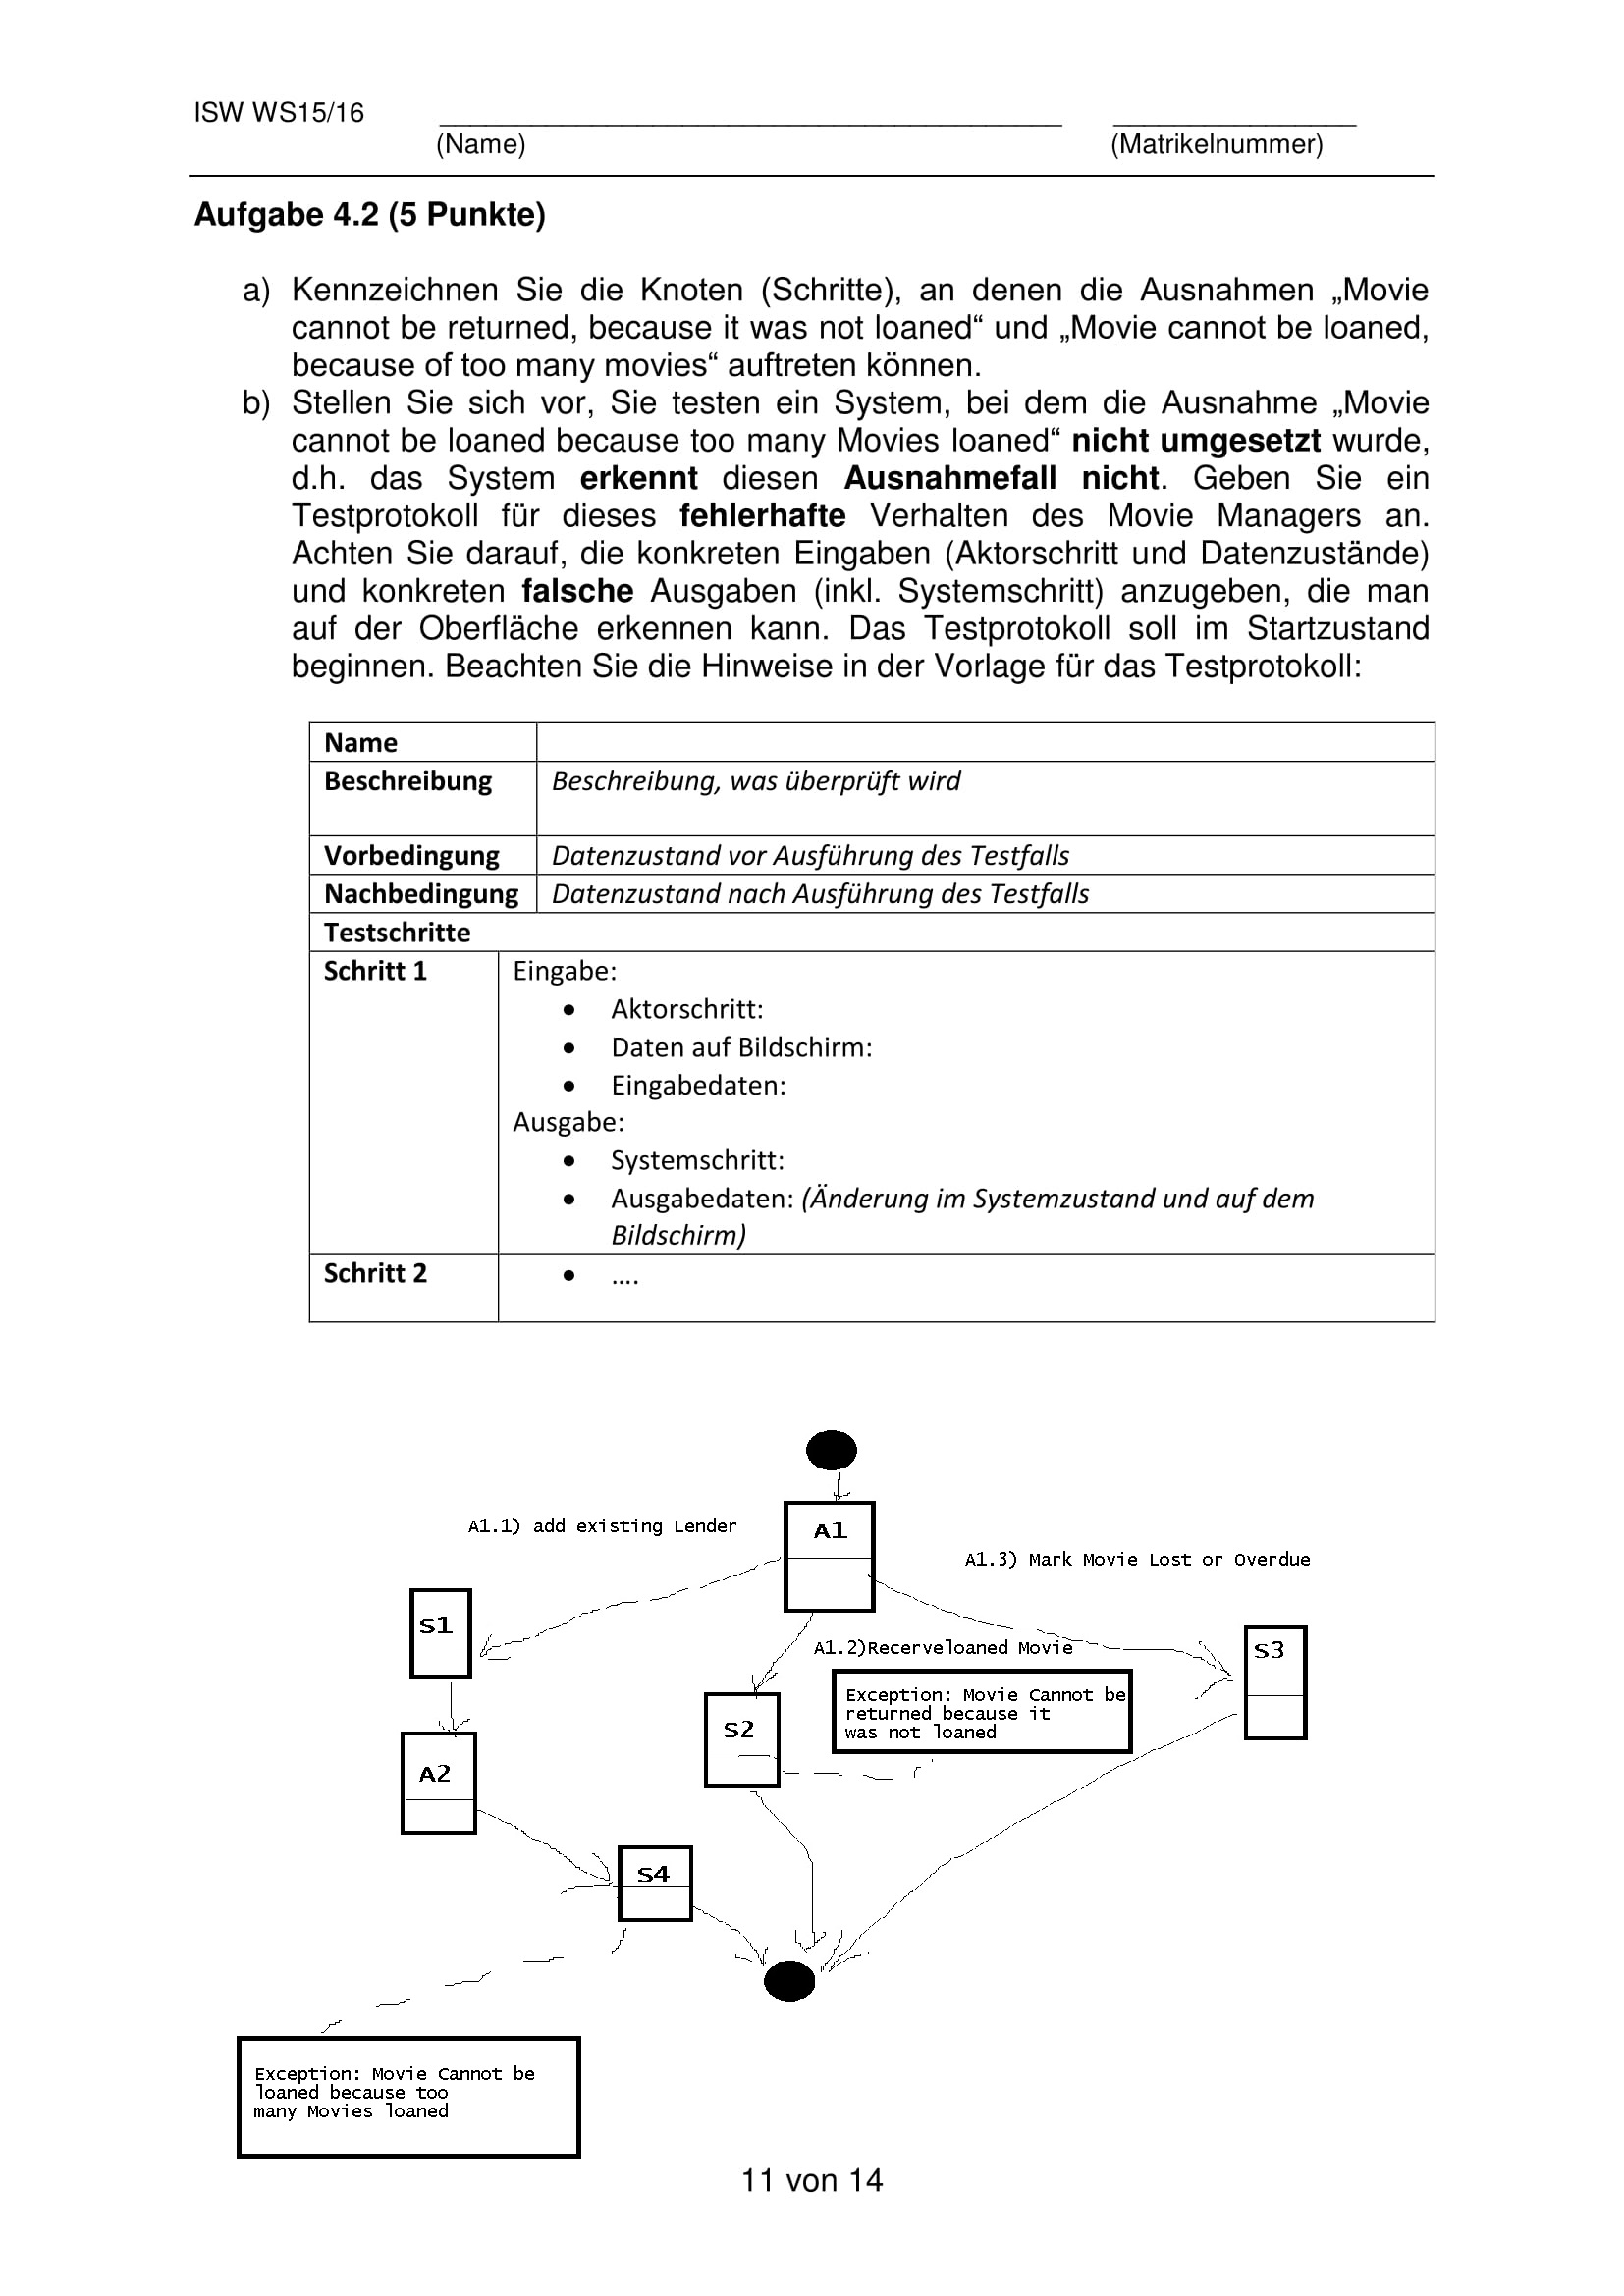 ISW WS15/16
(Name) (Matrikelnummer)
Aufgabe 4.2 (5 Punkte)
a) Kennzeichnen Sie die Knoten (Schritte), an denen die Ausnahmen „Movie
cannot be returned, because it was not loaned“ und „Movie cannot be loaned,
because of too many movies“ auftreten können.
b) Stellen Sie sich vor, Sie testen ein System, bei dem die Ausnahme „Movie
cannot be loaned because too many Movies loaned“ nicht umgesetzt wurde,
d.h. das System erkennt diesen Ausnahmefall nicht. Geben Sie ein
Testprotokoll für dieses fehlerhafte Verhalten des Movie Managers an.
Achten Sie darauf, die konkreten Eingaben (Aktorschritt und Datenzustände)
und konkreten falsche Ausgaben (inkl. Systemschritt) anzugeben, die man
auf der Oberfläche erkennen kann. Das Testprotokoll soll im Startzustand
beginnen. Beachten Sie die Hinweise in der Vorlage für das Testprotokoll:
Name
Beschreibung Beschreibung, was überprüft wird
Vorbedingung Datenzustand vor Ausführung des Testfalls
Nachbedingung Datenzustand nach Ausführung des Testfalls
Testschritte
Schritt 1 Eingabe:
• Aktorschritt:
• Daten auf Bildschirm:
• Eingabedaten:
Ausgabe:
• Systemschritt:
• Ausgabedaten: (Änderung im Systemzustand und auf dem
Bildschirm)
Schritt 2 • ....
A1.1) add existing Lender
A1
A1.3) Mark Movie Lost or Overdue
S1
A1.2)Recerveloaned Movie
S3
Exception: Movie Cannot be
returned because it
was not loaned
S2
A2
S4
Exception: Movie Cannot be
loaned because too
many Movies loaned
11 von 14